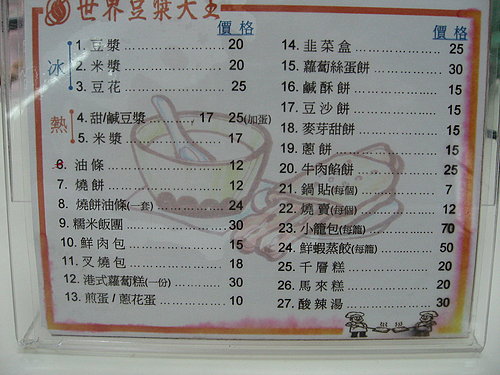 世界豆漿大王
價格
冰
1. 豆漿 20
2. 米漿 20
3. 豆花 25
熱
4. 甜/鹹豆漿 17 25(加蛋)
5. 米漿 17
6. 油條 12
7. 燒餅 12
8. 燒餅油條(一套) 24
9. 糯米飯團 30
10. 鮮肉包 15
11. 叉燒包 18
12. 港式蘿蔔糕(一份) 30
13. 煎蛋/蔥花蛋 10
價格
14. 韭菜盒 25
15. 蘿蔔絲蛋餅 30
16. 鹹酥餅 15
17. 豆沙餅 15
18. 麥芽甜餅 15
19. 蔥餅 15
20. 牛肉餡餅 25
21. 鍋貼(每個) 7
22. 燒賣(每個) 12
23. 小籠包(每籠) 70
24. 鮮蝦蒸餃(每籠) 50
25. 千層糕 20
26. 馬來糕 20
27. 酸辣湯 30